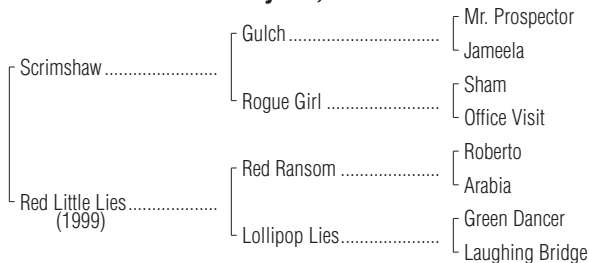 Mr. Prospector
Gulch
Jameela
Scrimshaw
Sham
Rogue Girl
Office Visit
Roberto
Red Ransom
Arabia
Red Little Lies
(1999)
Green Dancer
Lollipop Lies
Laughing Bridge